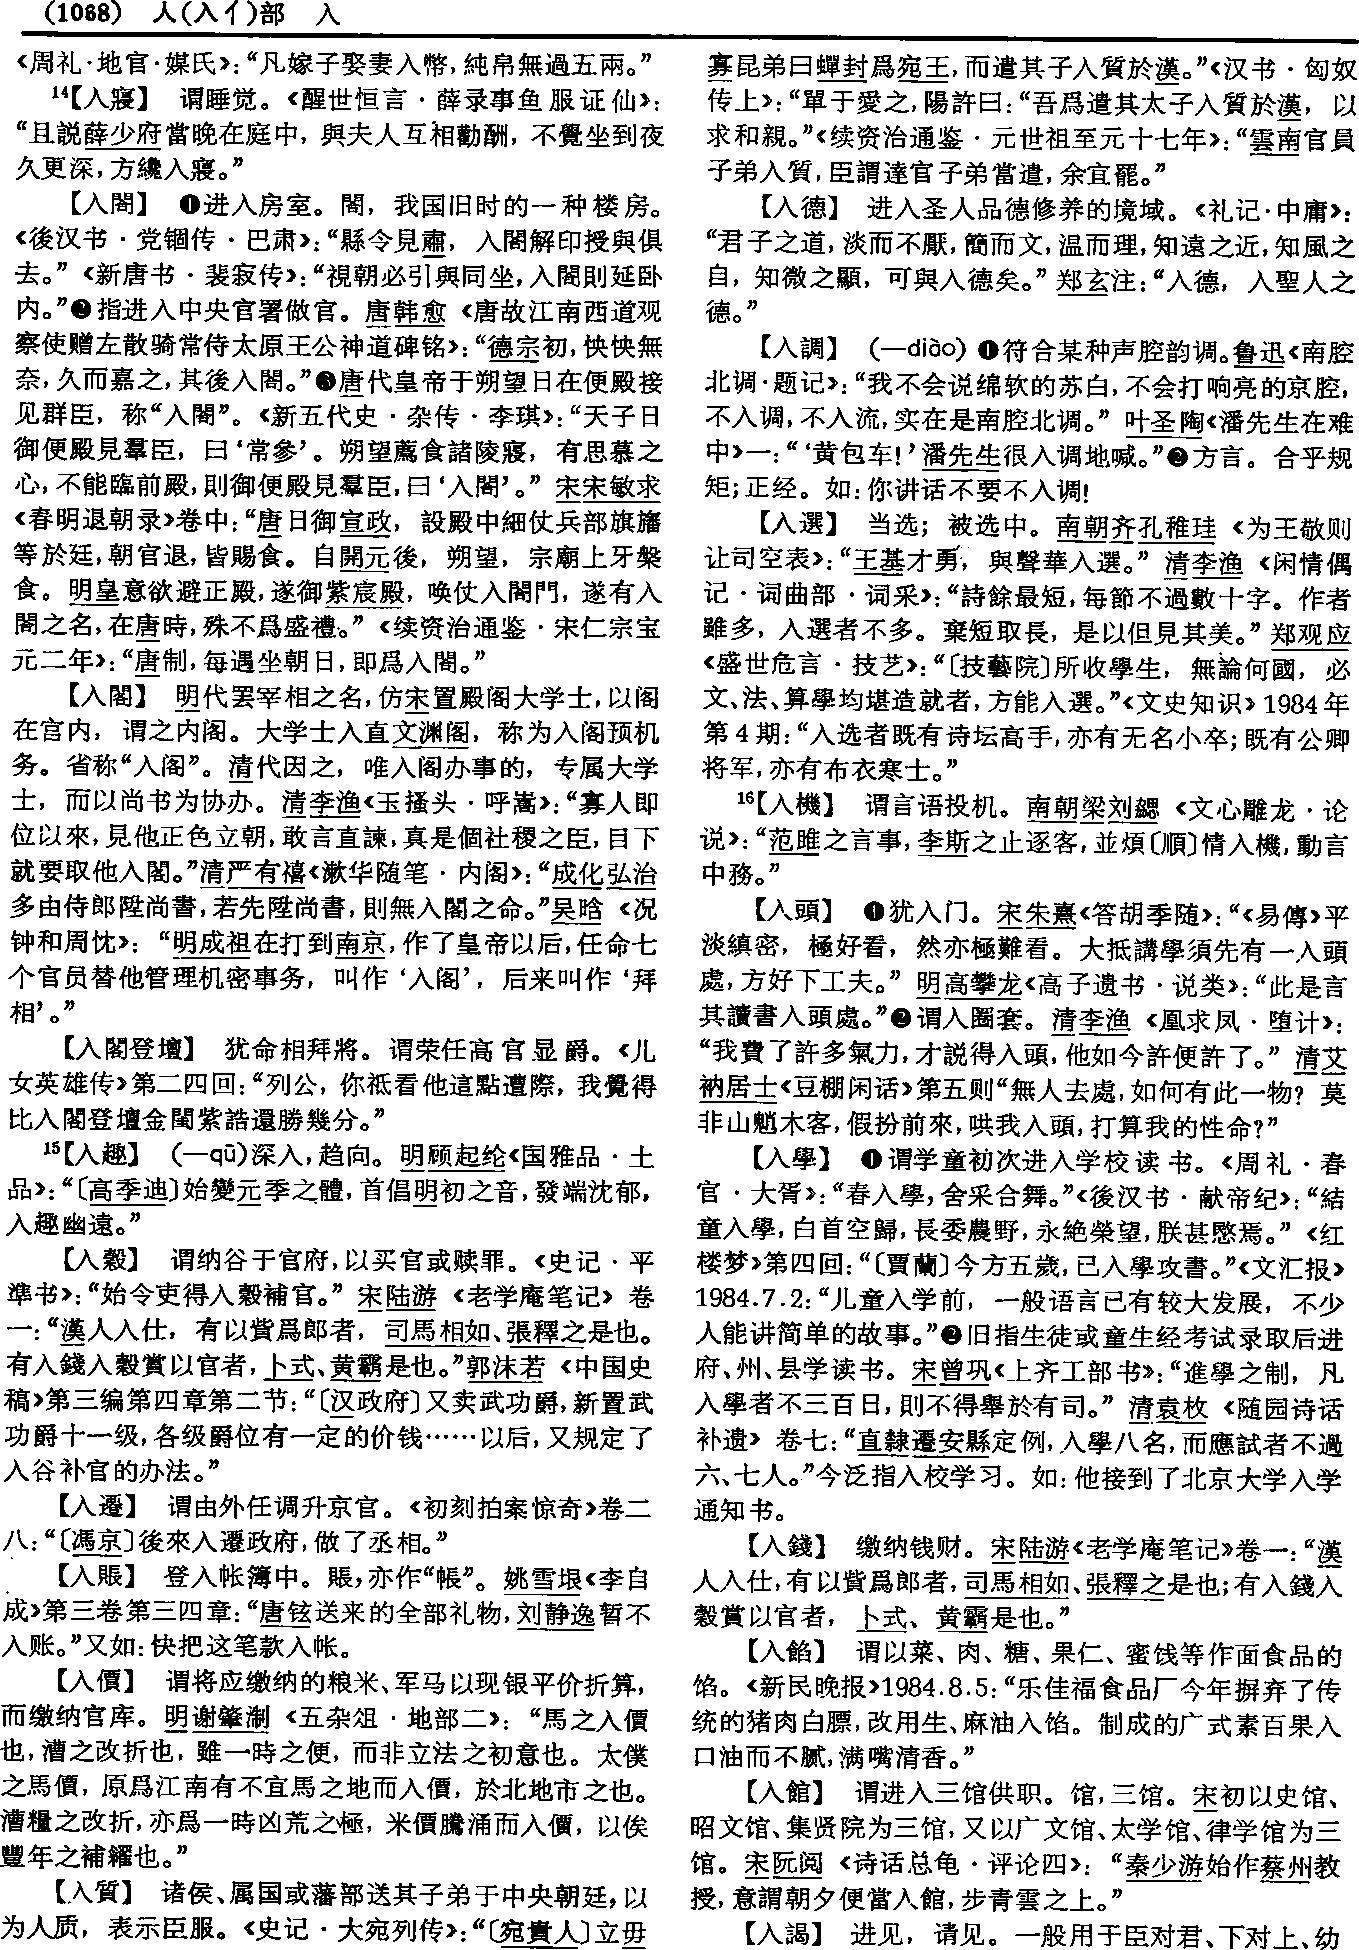 (1068) 人(入亻)部 入
《周礼·地官·媒氏》：“凡嫁子娶妻入幣，純帛無過五兩。”
14【入寢】 谓睡觉。《醒世恒言·薛录事鱼服证仙》：
“且説薛少府當晚在庭中，與夫人互相勸酬，不覺坐到夜
久更深，方纔入寢。”
【入閤】 ❶进入房室。閤，我国旧时的一种楼房。
《後汉书·党锢传·巴肃》：“縣令見肅，入閤解印授與俱
去。”《新唐书·裴寂传》：“視朝必引與同坐，入閤則延卧
内。”❷指进入中央官署做官。唐韩愈《唐故江南西道观
察使赠左散骑常侍太原王公神道碑铭》：“德宗初，怏怏無
奈，久而嘉之，其後入閤。”❸唐代皇帝于朔望日在便殿接
见群臣，称“入閤”。《新五代史·杂传·李琪》：“天子日
御便殿見羣臣，曰‘常參’。朔望薦食諸陵寢，有思慕之
心，不能臨前殿，則御便殿見羣臣，曰‘入閤’。”宋宋敏求
《春明退朝录》卷中：“唐日御宣政，設殿中細仗兵部旗旛
等於廷，朝官退，皆賜食。自開元後，朔望，宗廟上牙槃
食。明皇意欲避正殿，遂御紫宸殿，唤仗入閤門，遂有入
閤之名，在唐時，殊不爲盛禮。”《续资治通鉴·宋仁宗宝
元二年》：“唐制，每遇坐朝日，即爲入閤。”
【入閣】 明代罢宰相之名，仿宋置殿阁大学士，以阁
在宫内，谓之内阁。大学士入直文渊阁，称为入阁预机
务。省称“入阁”。清代因之，唯入阁办事的，专属大学
士，而以尚书为协办。清李渔《玉搔头·呼嵩》：“寡人即
位以來，見他正色立朝，敢言直諫，真是個社稷之臣，目下
就要取他入閣。”清严有禧《漱华随笔·内阁》：“成化弘治
多由侍郎陞尚書，若先陞尚書，則無入閣之命。”吴晗《况
钟和周忱》：“明成祖在打到南京，作了皇帝以后，任命七
个官员替他管理机密事务，叫作‘入阁’，后来叫作‘拜
相’。”
【入閣登壇】 犹命相拜將。谓荣任高官显爵。《儿
女英雄传》第二四回：“列公，你祗看他這點遭際，我覺得
比入閣登壇金閨紫誥還勝幾分。”
15【入趣】 (—qū)深入，趋向。明顾起纶《国雅品·士
品》：“〔高季迪〕始變元季之體，首倡明初之音，發端沈郁，
入趣幽遠。”
【入穀】 谓纳谷于官府，以买官或赎罪。《史记·平
準书》：“始令吏得入穀補官。”宋陆游《老学庵笔记》卷
一：“漢人入仕，有以貲爲郎者，司馬相如、張釋之是也。
有入錢入穀賞以官者，卜式、黄霸是也。”郭沫若《中国史
稿》第三编第四章第二节：“〔汉政府〕又卖武功爵，新置武
功爵十一级，各级爵位有一定的价钱……以后，又规定了
入谷补官的办法。”
【入遷】 谓由外任调升京官。《初刻拍案惊奇》卷二
八：“〔馮京〕後來入遷政府，做了丞相。”
【入賬】 登入帐簿中。賬，亦作“帳”。姚雪垠《李自
成》第三卷第三四章：“唐铉送来的全部礼物，刘静逸暂不
入账。”又如：快把这笔款入帐。
【入價】 谓将应缴纳的粮米、军马以现银平价折算，
而缴纳官库。明谢肇淛《五杂俎·地部二》：“馬之入價
也，漕之改折也，雖一時之便，而非立法之初意也。太僕
之馬價，原爲江南有不宜馬之地而入價，於北地市之也。
漕糧之改折，亦爲一時凶荒之極，米價騰涌而入價，以俟
豐年之補糴也。”
【入質】 诸侯、属国或藩部送其子弟于中央朝廷，以
为人质，表示臣服。《史记·大宛列传》：“〔宛貴人〕立毋
寡昆弟曰蟬封爲宛王，而遣其子入質於漢。”《汉书·匈奴
传上》：“單于愛之，陽許曰：“吾爲遣其太子入質於漢，以
求和親。”《续资治通鉴·元世祖至元十七年》：“雲南官員
子弟入質，臣謂達官子弟當遣，余宜罷。”
【入德】 进入圣人品德修养的境域。《礼记·中庸》：
“君子之道，淡而不厭，簡而文，温而理，知遠之近，知風之
自，知微之顯，可與入德矣。”郑玄注：“入德，入聖人之
德。”
【入調】 (—diào)❶符合某种声腔韵调。鲁迅《南腔
北调·题记》：“我不会说绵软的苏白，不会打响亮的京腔，
不入调，不入流，实在是南腔北调。”叶圣陶《潘先生在难
中》一：“‘黄包车！’潘先生很入调地喊。”❷方言。合乎规
矩；正经。如：你讲话不要不入调！
【入選】 当选；被选中。南朝齐孔稚珪《为王敬则
让司空表》：“王基才勇，與聲華入選。”清李渔《闲情偶
记·词曲部·词采》：“詩餘最短，每節不過數十字。作者
雖多，入選者不多。棄短取長，是以但見其美。”郑观应
《盛世危言·技艺》：“〔技藝院〕所收學生，無論何國，必
文、法、算學均堪造就者，方能入選。”《文史知识》1984年
第4期：“入选者既有诗坛高手，亦有无名小卒；既有公卿
将军，亦有布衣寒士。”
16【入機】 谓言语投机。南朝梁刘勰《文心雕龙·论
说》：“范雎之言事，李斯之止逐客，並煩〔順〕情入機，動言
中務。”
【入頭】 ❶犹入门。宋朱熹《答胡季随》：“《易傳》平
淡縝密，極好看，然亦極難看。大抵講學須先有一入頭
處，方好下工夫。”明高攀龙《高子遗书·说类》：“此是言
其讀書入頭處。”❷谓入圈套。清李渔《凰求凤·堕计》：
“我費了許多氣力，才説得入頭，他如今許便許了。”清艾
衲居士《豆棚闲话》第五则“無人去處，如何有此一物？莫
非山魈木客，假扮前來，哄我入頭，打算我的性命？”
【入學】 ❶谓学童初次进入学校读书。《周礼·春
官·大胥》：“春入學，舍采合舞。”《後汉书·献帝纪》：“結
童入學，白首空歸，長委農野，永絶榮望，朕甚愍焉。”《红
楼梦》第四回：“〔賈蘭〕今方五歲，已入學攻書。”《文汇报》
1984.7.2：“儿童入学前，一般语言已有较大发展，不少
人能讲简单的故事。”❷旧指生徒或童生经考试录取后进
府、州、县学读书。宋曾巩《上齐工部书》：“進學之制，凡
入學者不三百日，則不得舉於有司。”清袁枚《随园诗话
补遗》卷七：“直隸遷安縣定例，入學八名，而應試者不過
六、七人。”今泛指入校学习。如：他接到了北京大学入学
通知书。
【入錢】 缴纳钱财。宋陆游《老学庵笔记》卷一：“漢
人入仕，有以貲爲郎者，司馬相如、張釋之是也；有入錢入
穀賞以官者，卜式、黄霸是也。”
【入餡】 谓以菜、肉、糖、果仁、蜜饯等作面食品的
馅。《新民晚报》1984.8.5：“乐佳福食品厂今年摒弃了传
统的猪肉白膘，改用生、麻油入馅。制成的广式素百果入
口油而不腻，满嘴清香。”
【入館】 谓进入三馆供职。馆，三馆。宋初以史馆、
昭文馆、集贤院为三馆，又以广文馆、太学馆、律学馆为三
馆。宋阮阅《诗话总龟·评论四》：“秦少游始作蔡州教
授，意謂朝夕便當入館，步青雲之上。”
【入謁】 进见，请见。一般用于臣对君、下对上、幼